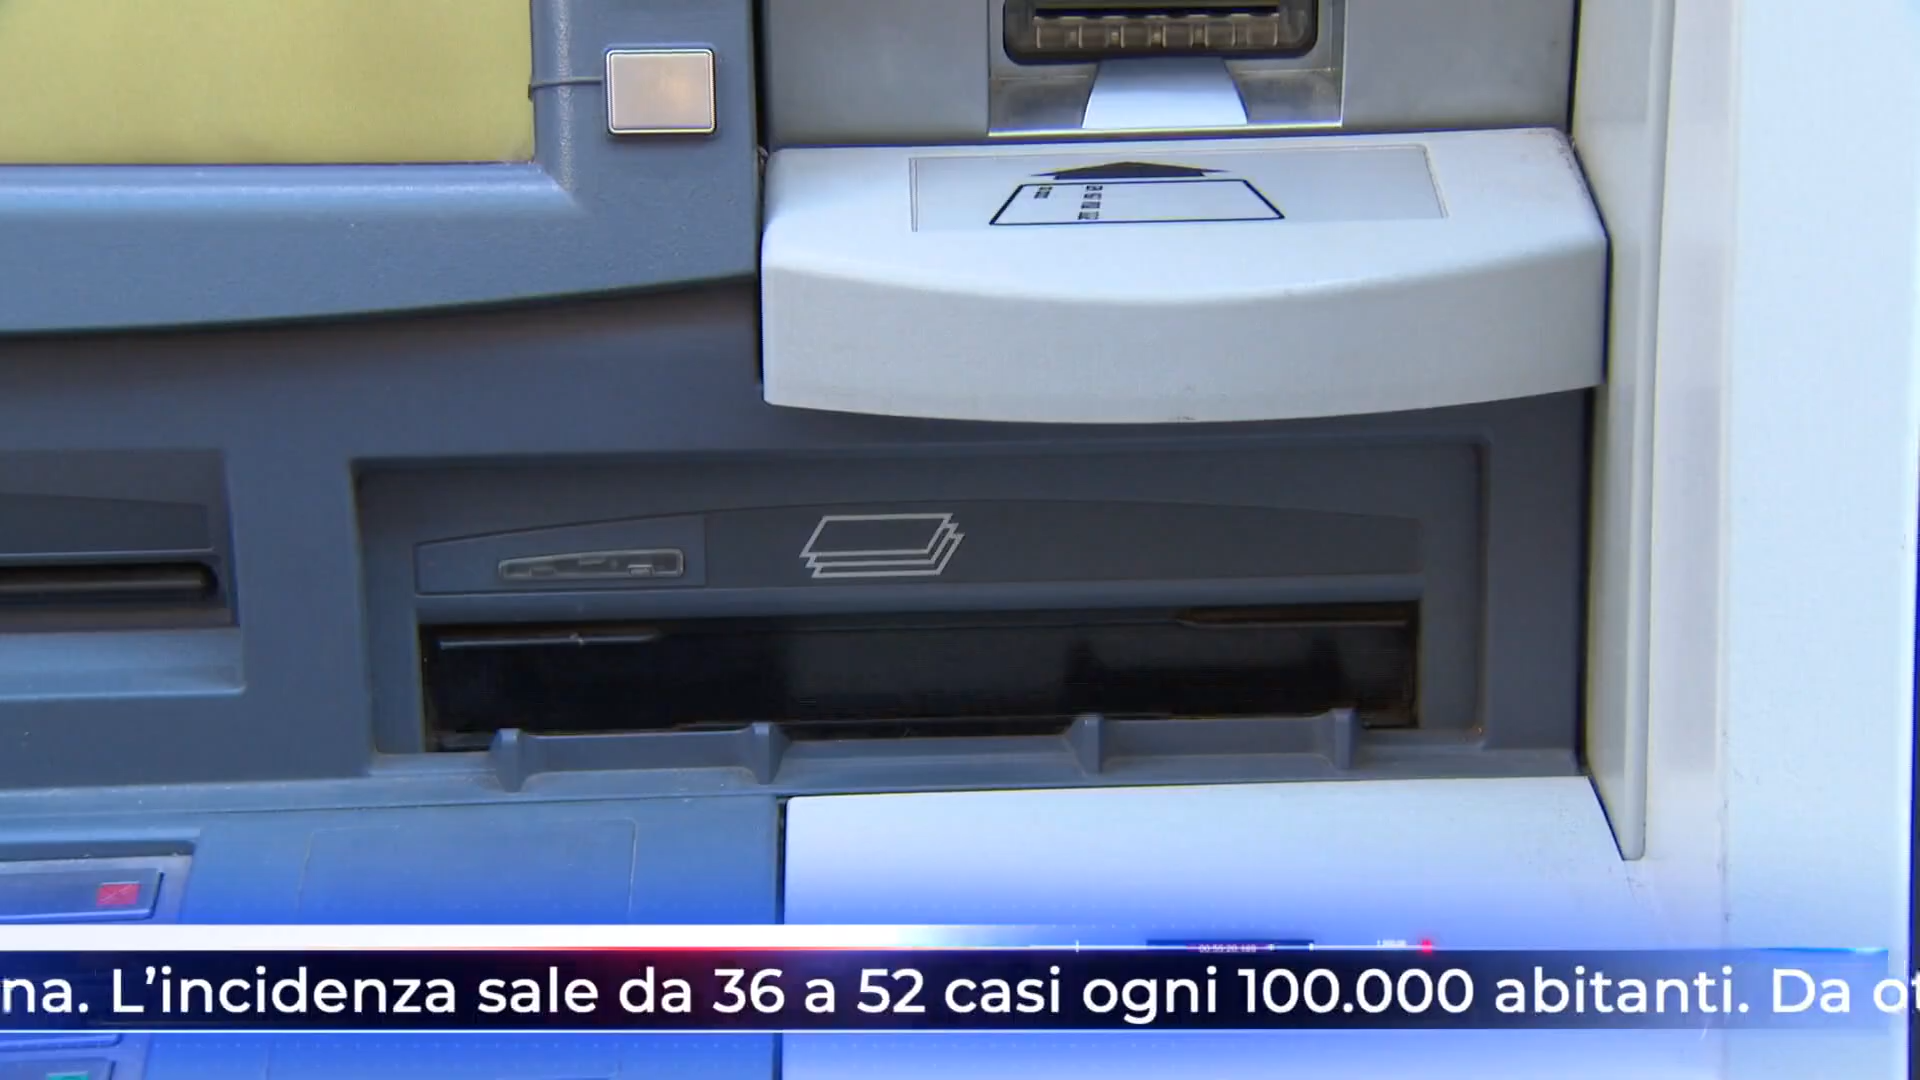 na. L’incidenza sale da 36 a 52 casi ogni 100.000 abitanti. Da